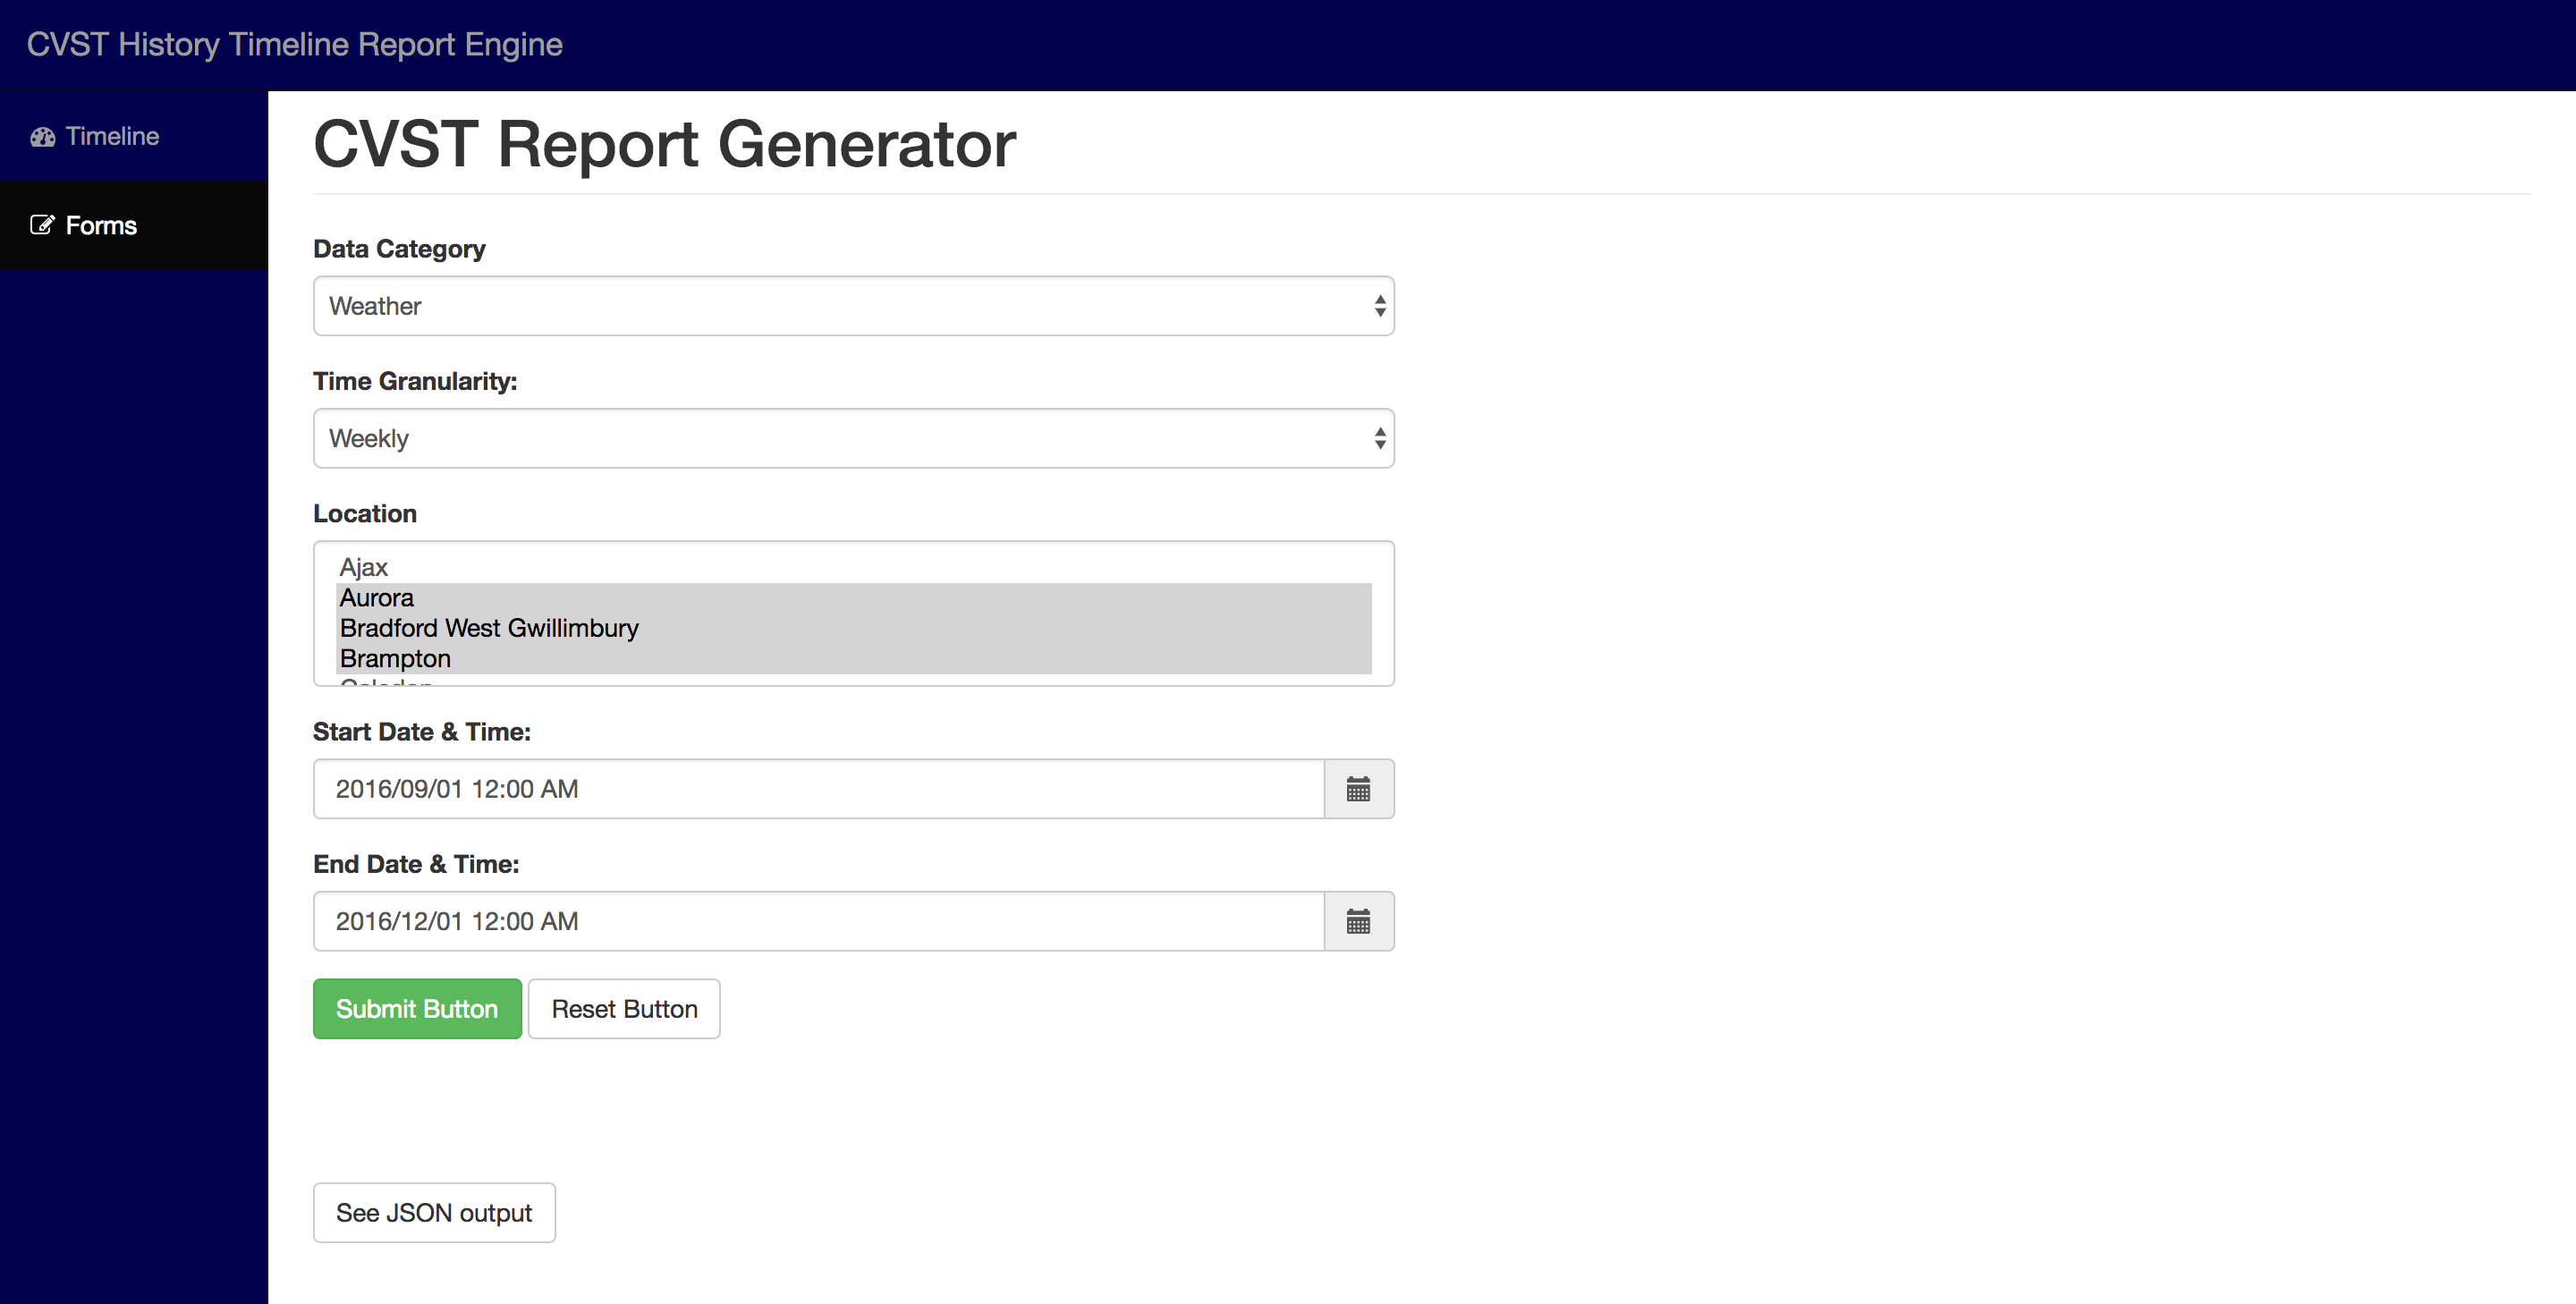 CVST History Timeline Report Engine
Timeline
Forms
CVST Report Generator
Data Category
Weather
Time Granularity:
Weekly
Location
Ajax
Aurora
Bradford West Gwillimbury
Brampton
Start Date & Time:
2016/09/01 12:00 AM
End Date & Time:
2016/12/01 12:00 AM
Submit Button
Reset Button
See JSON output